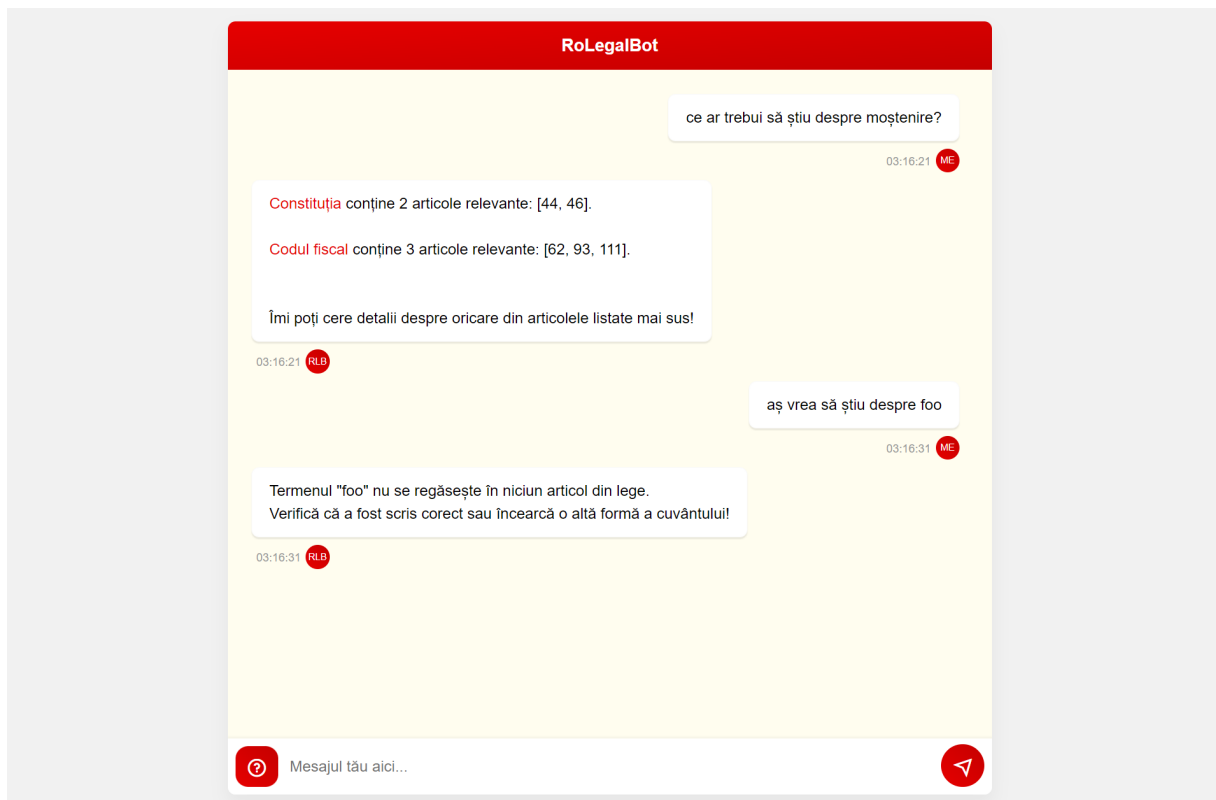 RoLegalBot
ce ar trebui să știu despre moștenire?
03:16:21 ME
Constituția conține 2 articole relevante: [44, 46].
Codul fiscal conține 3 articole relevante: [62, 93, 111].
Îmi poți cere detalii despre oricare din articolele listate mai sus!
03:16:21 RLB
aș vrea să știu despre foo
03:16:31 ME
Termenul "foo" nu se regăsește în niciun articol din lege.
Verifică că a fost scris corect sau încearcă o altă formă a cuvântului!
03:16:31 RLB
Mesajul tău aici...